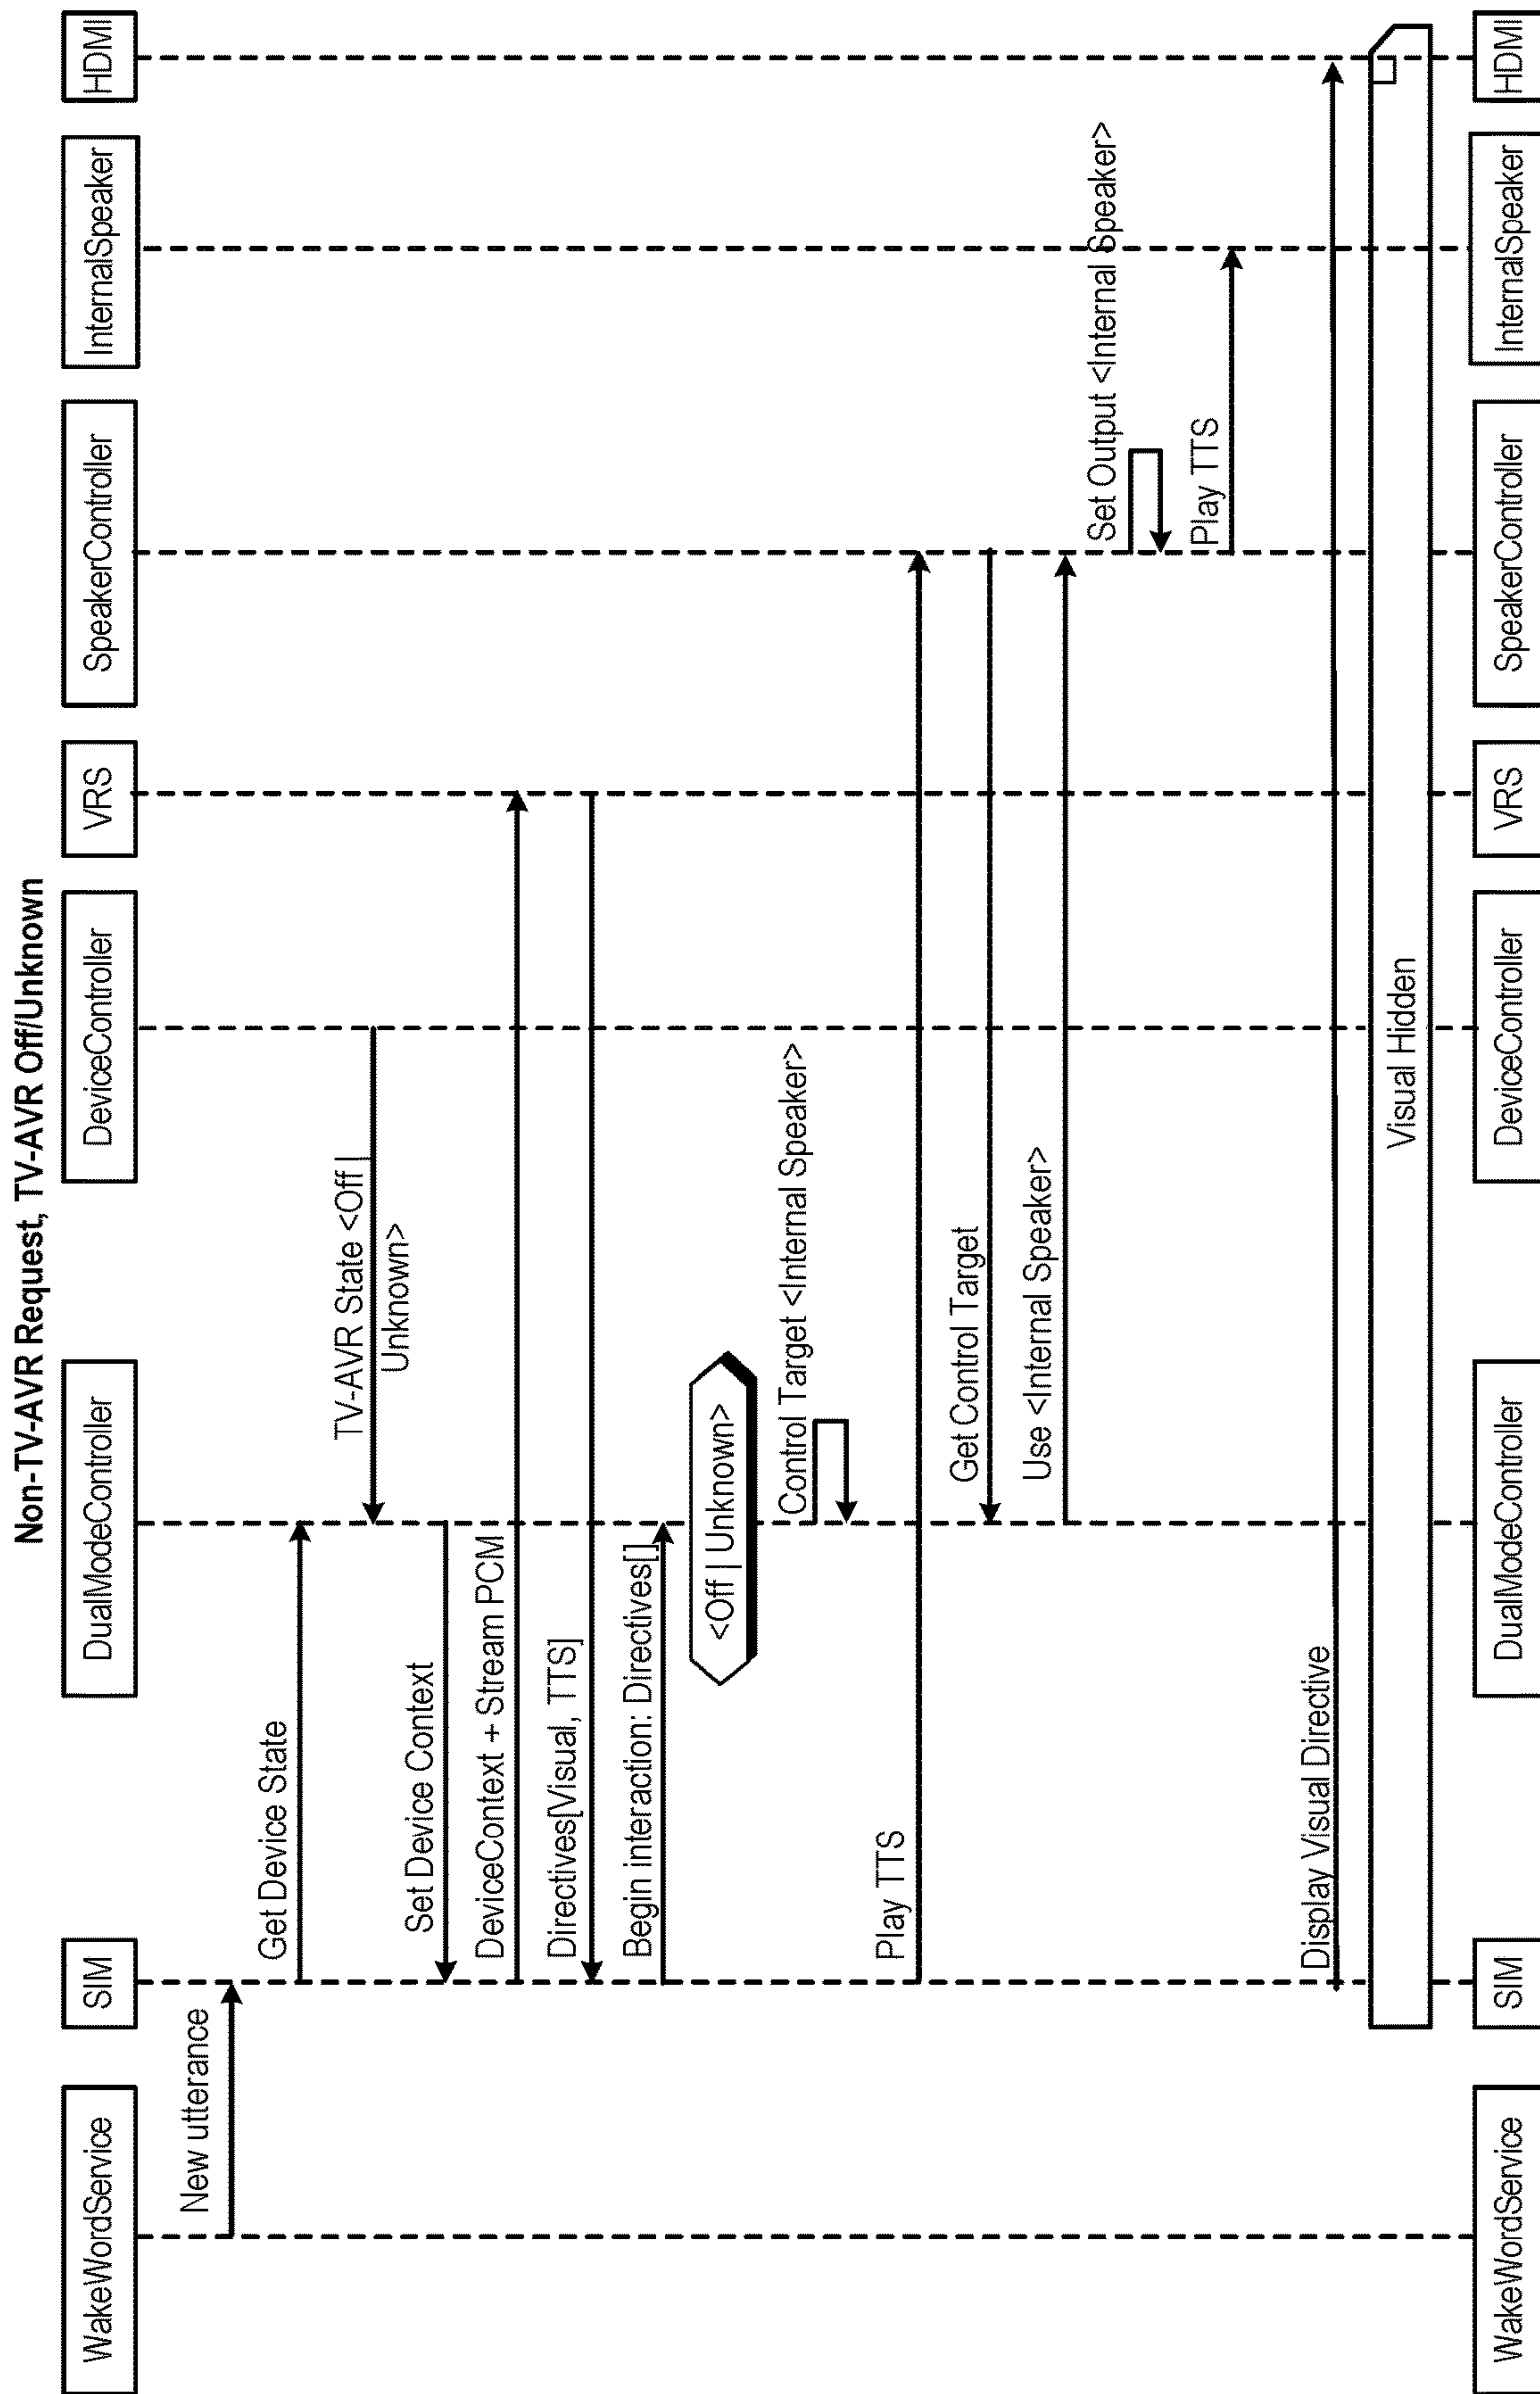 Non-TV-AVR Request, TV-AVR Off/Unknown
WakeWordService
SIM
DualModeController
DeviceController
VRS
SpeakerController
InternalSpeaker
HDMI
New utterance
Get Device State
TV-AVR State <Off |
Unknown>
Set Device Context
DeviceContext + Stream PCM
Directives[Visual, TTS]
Begin interaction: Directives[]
<Off | Unknown>
Control Target <Internal Speaker>
Play TTS
Get Control Target
Use <Internal Speaker>
Set Output <Internal Speaker>
Play TTS
Display Visual Directive
Visual Hidden
WakeWordService
SIM
DualModeController
DeviceController
VRS
SpeakerController
InternalSpeaker
HDMI